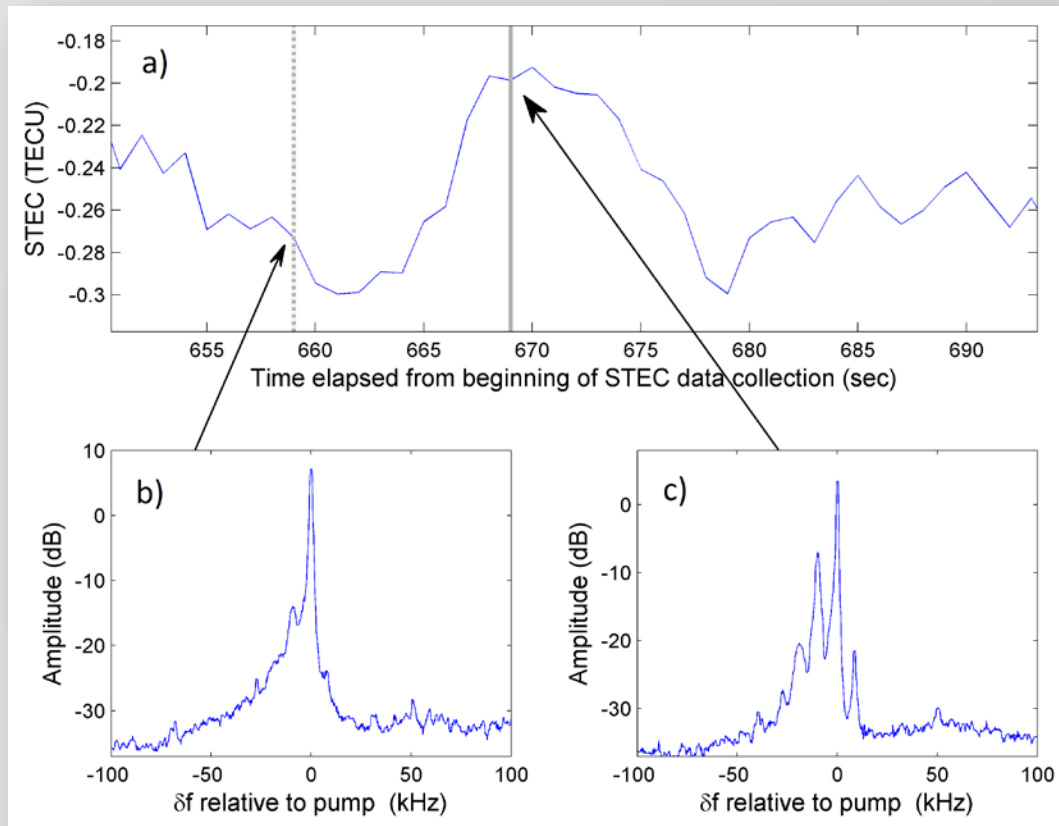 a)
STEC (TECU)
-0.18
-0.2
-0.22
-0.24
-0.26
-0.28
-0.3
655 660 665 670 675 680 685 690
Time elapsed from beginning of STEC data collection (sec)
b)
Amplitude (dB)
10
0
-10
-20
-30
-100 -50 0 50 100
δf relative to pump (kHz)
c)
Amplitude (dB)
0
-10
-20
-30
-100 -50 0 50 100
δf relative to pump (kHz)